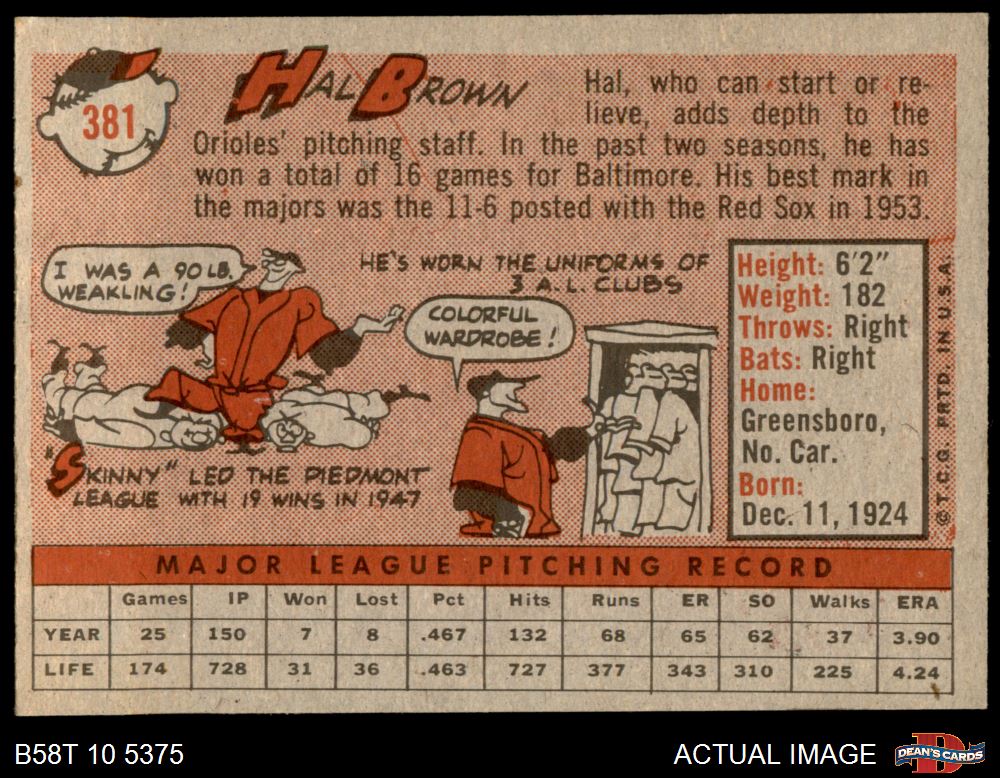 381
HAL BROWN
Hal, who can start or re-
lieve, adds depth to the
Orioles' pitching staff. In the past two seasons, he has
won a total of 16 games for Baltimore. His best mark in
the majors was the 11-6 posted with the Red Sox in 1953.
I WAS A 90 LB.
WEAKLING!
HE'S WORN THE UNIFORMS OF
3 A.L. CLUBS
COLORFUL
WARDROBE!
"SKINNY" LED THE PIEDMONT
LEAGUE WITH 19 WINS IN 1947
Height: 6'2"
Weight: 182
Throws: Right
Bats: Right
Home:
Greensboro,
No. Car.
Born:
Dec. 11, 1924
© T.C.G. PRTD. IN U.S.A.
MAJOR LEAGUE PITCHING RECORD
Games IP Won Lost Pct Hits Runs ER SO Walks ERA
YEAR 25 150 7 8 .467 132 68 65 62 37 3.90
LIFE 174 728 31 36 .463 727 377 343 310 225 4.24
B58T 10 5375
ACTUAL IMAGE
DEAN'S CARDS